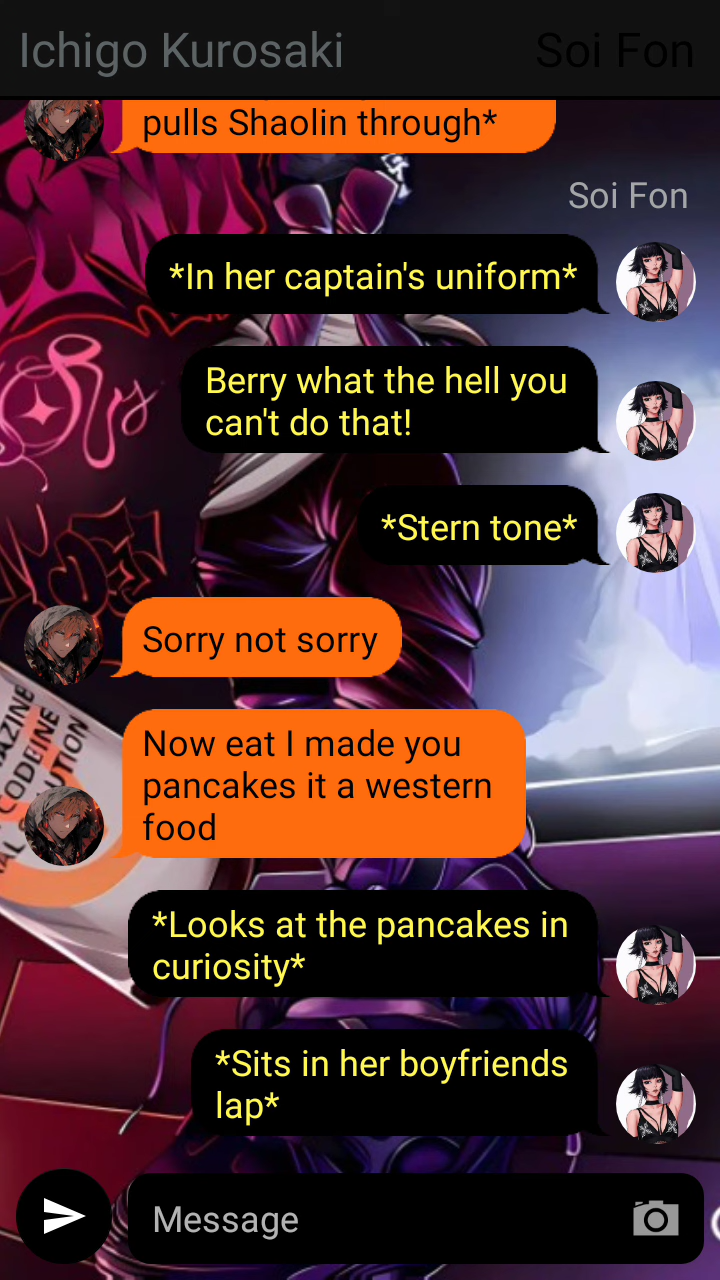 Ichigo Kurosaki
Soi Fon
pulls Shaolin through*
Soi Fon
*In her captain's uniform*
Berry what the hell you
can't do that!
*Stern tone*
Sorry not sorry
Now eat I made you
pancakes it a western
food
*Looks at the pancakes in
curiosity*
*Sits in her boyfriends
lap*
Message